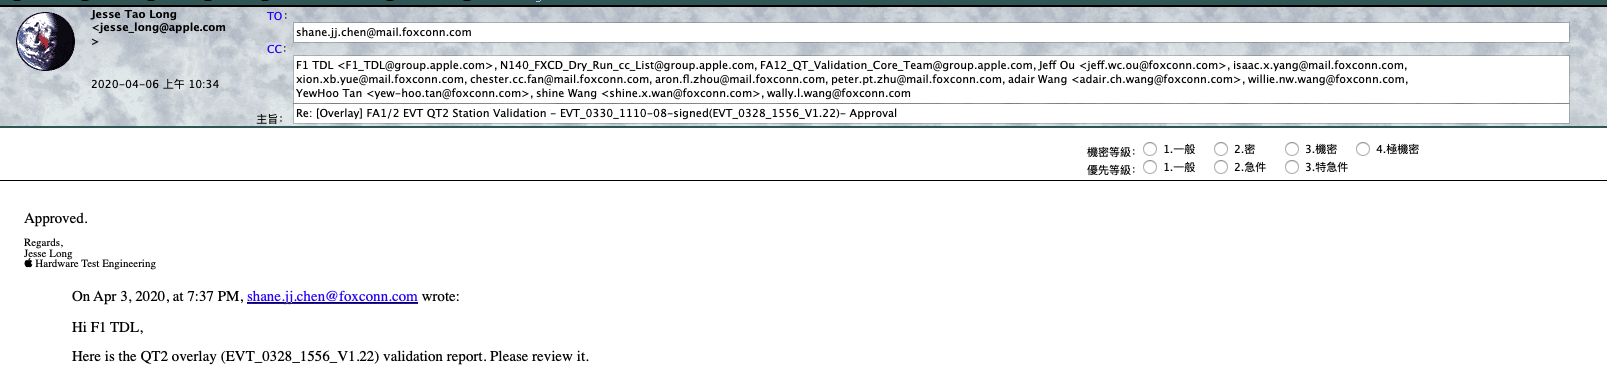 Jesse Tao Long
<jesse_long@apple.com
>
2020-04-06 上午 10:34
TO:
shane.jj.chen@mail.foxconn.com
CC:
F1 TDL <F1_TDL@group.apple.com>, N140_FXCD_Dry_Run_cc_List@group.apple.com, FA12_QT_Validation_Core_Team@group.apple.com, Jeff Ou <jeff.wc.ou@foxconn.com>, isaac.x.yang@mail.foxconn.com,
xion.xb.yue@mail.foxconn.com, chester.cc.fan@mail.foxconn.com, aron.fl.zhou@mail.foxconn.com, peter.pt.zhu@mail.foxconn.com, adair Wang <adair.ch.wang@foxconn.com>, willie.nw.wang@foxconn.com,
YewHoo Tan <yew-hoo.tan@foxconn.com>, shine Wang <shine.x.wan@foxconn.com>, wally.l.wang@foxconn.com
主旨:
Re: [Overlay] FA1/2 EVT QT2 Station Validation - EVT_0330_1110-08-signed(EVT_0328_1556_V1.22)- Approval
機密等級: 1.一般 2.密 3.機密 4.極機密
優先等級: 1.一般 2.急件 3.特急件
Approved.
Regards,
Jesse Long
Hardware Test Engineering
On Apr 3, 2020, at 7:37 PM, shane.jj.chen@foxconn.com wrote:
Hi F1 TDL,
Here is the QT2 overlay (EVT_0328_1556_V1.22) validation report. Please review it.